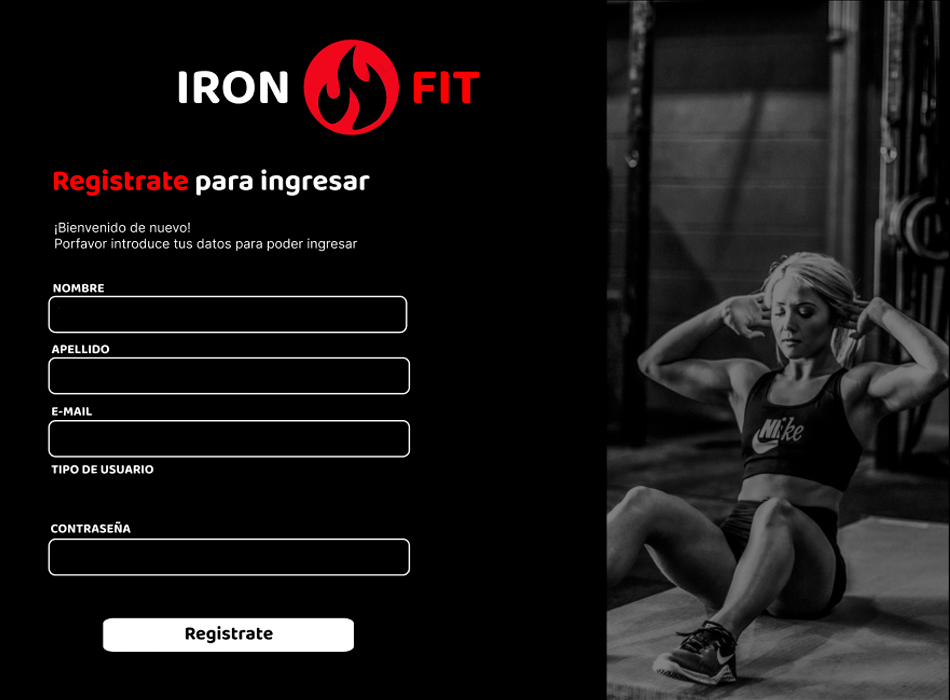 IRON FIT
Registrate para ingresar
¡Bienvenido de nuevo!
Porfavor introduce tus datos para poder ingresar
NOMBRE
APELLIDO
E-MAIL
TIPO DE USUARIO
CONTRASEÑA
Registrate
Nike